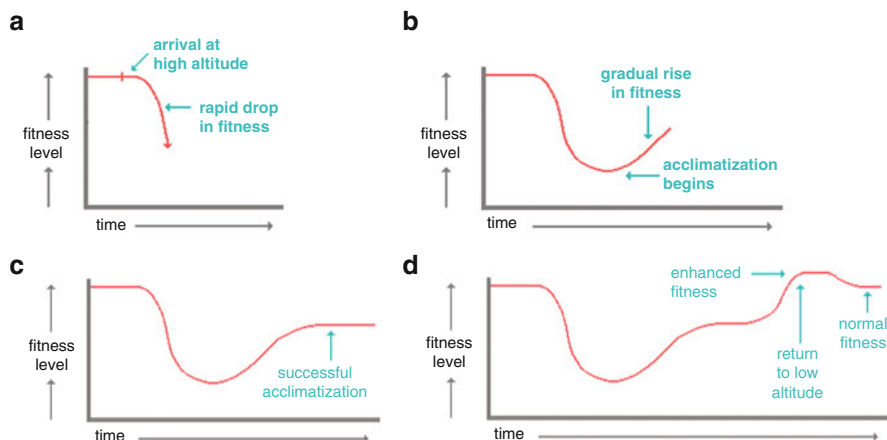 a
arrival at
high altitude
rapid drop
in fitness
fitness
level
time
b
gradual rise
in fitness
fitness
level
acclimatization
begins
time
c
fitness
level
successful
acclimatization
time
d
enhanced
fitness
fitness
level
normal
fitness
return
to low
altitude
time